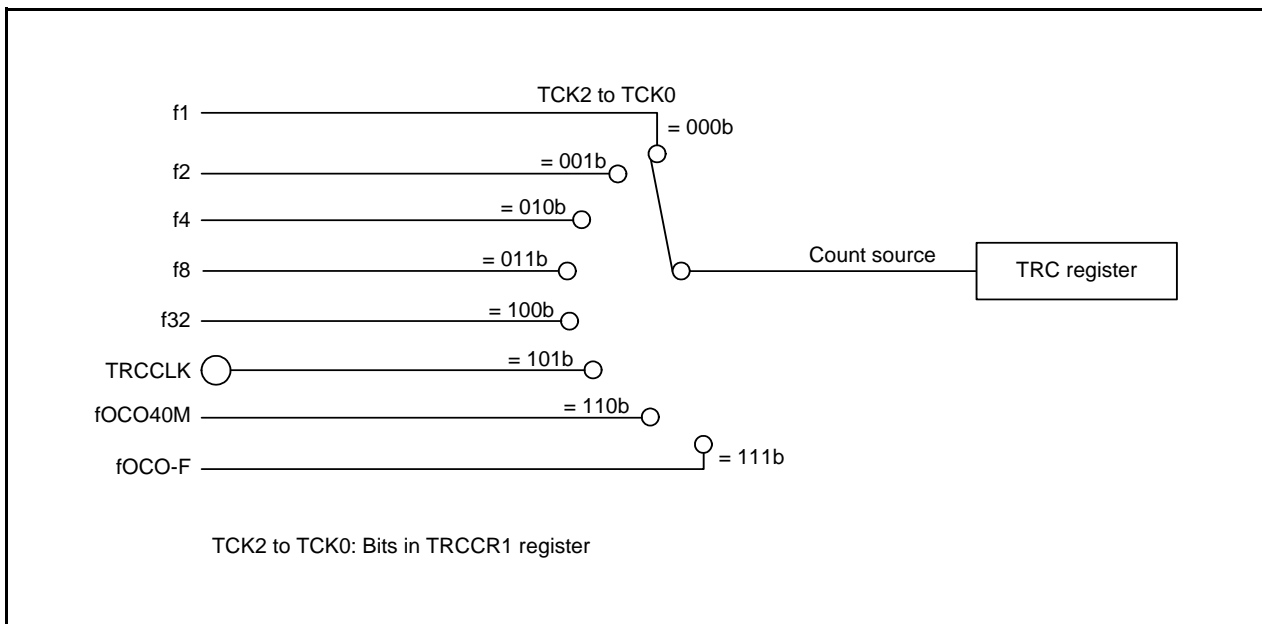 TCK2 to TCK0
f1
= 000b
f2
= 001b
f4
= 010b
f8
= 011b
Count source
TRC register
f32
= 100b
TRCCLK
= 101b
fOCO40M
= 110b
fOCO-F
= 111b
TCK2 to TCK0: Bits in TRCCR1 register